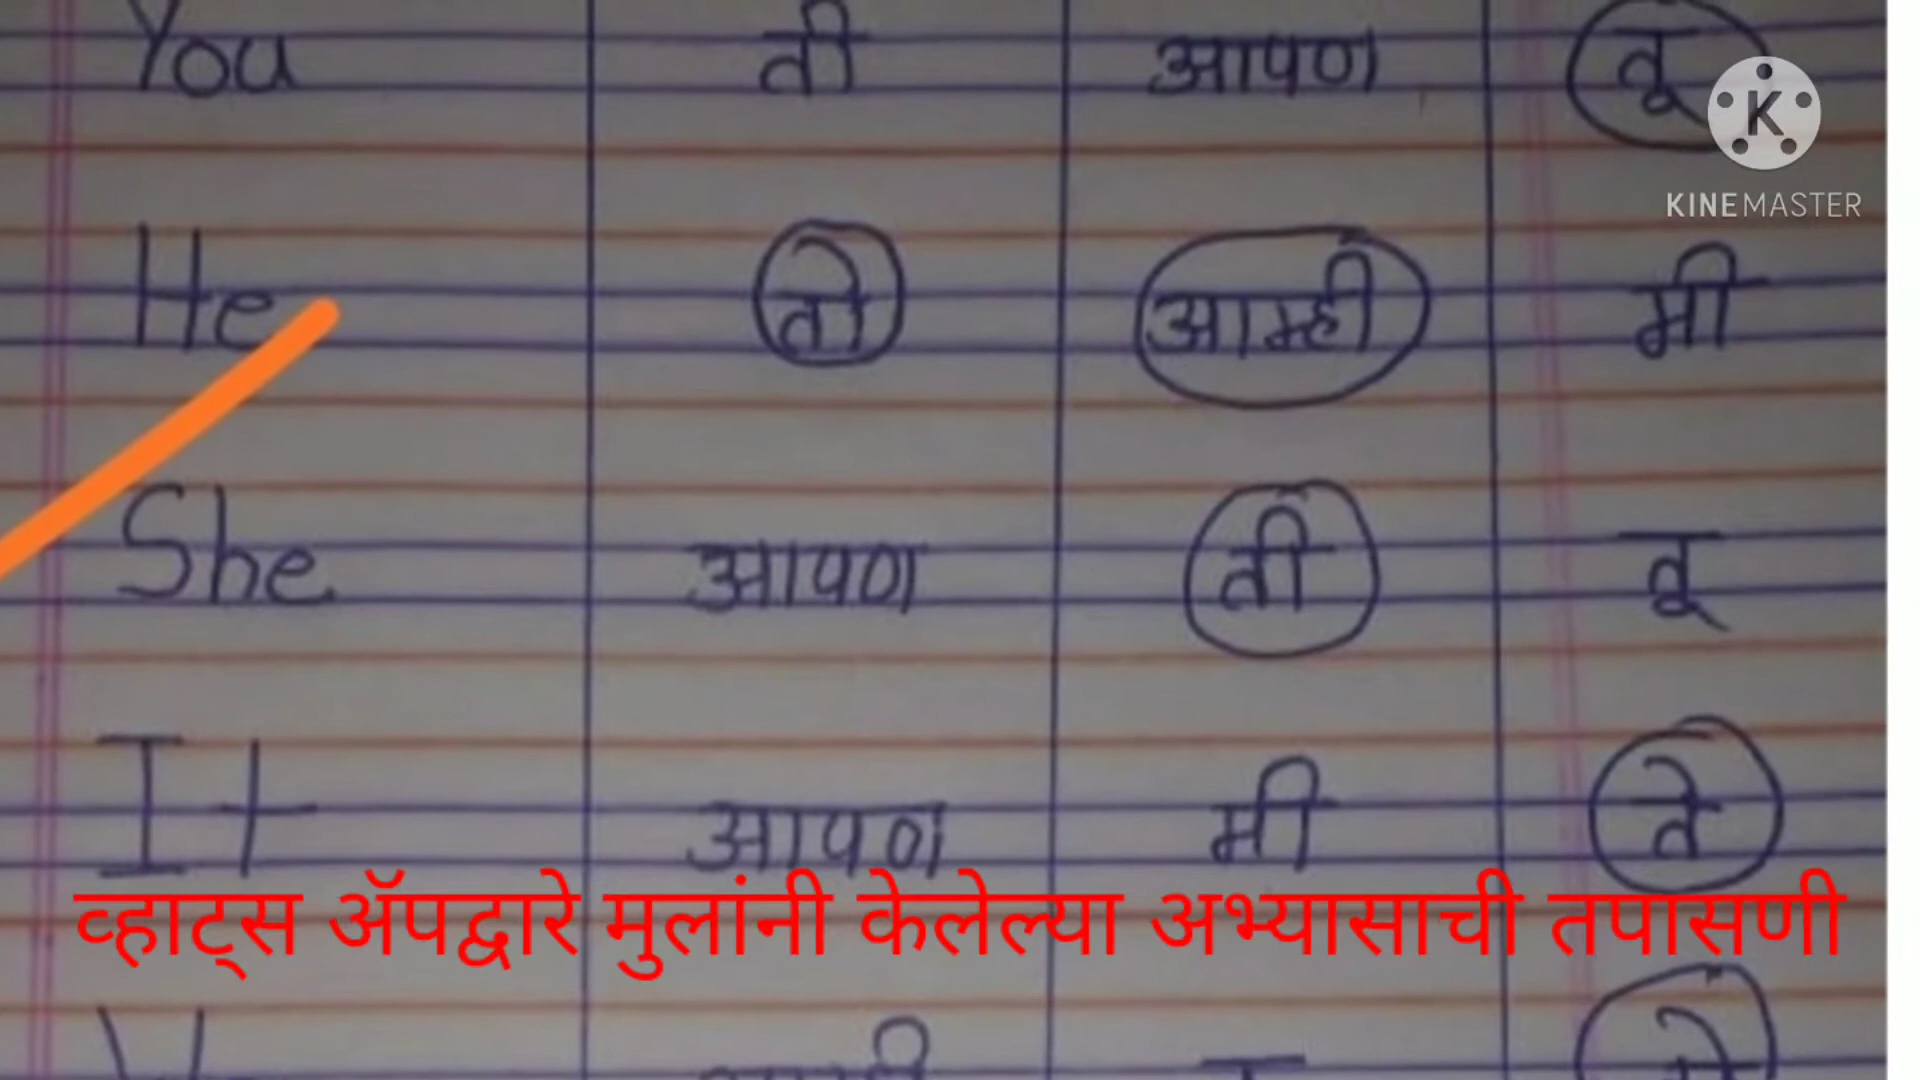 You ती आपण तू
He तो आम्ही मी
She आपण ती तू
It आपण मी ते
व्हाट्स ॲपद्वारे मुलांनी केलेल्या अभ्यासाची तपासणी
KINEMASTER